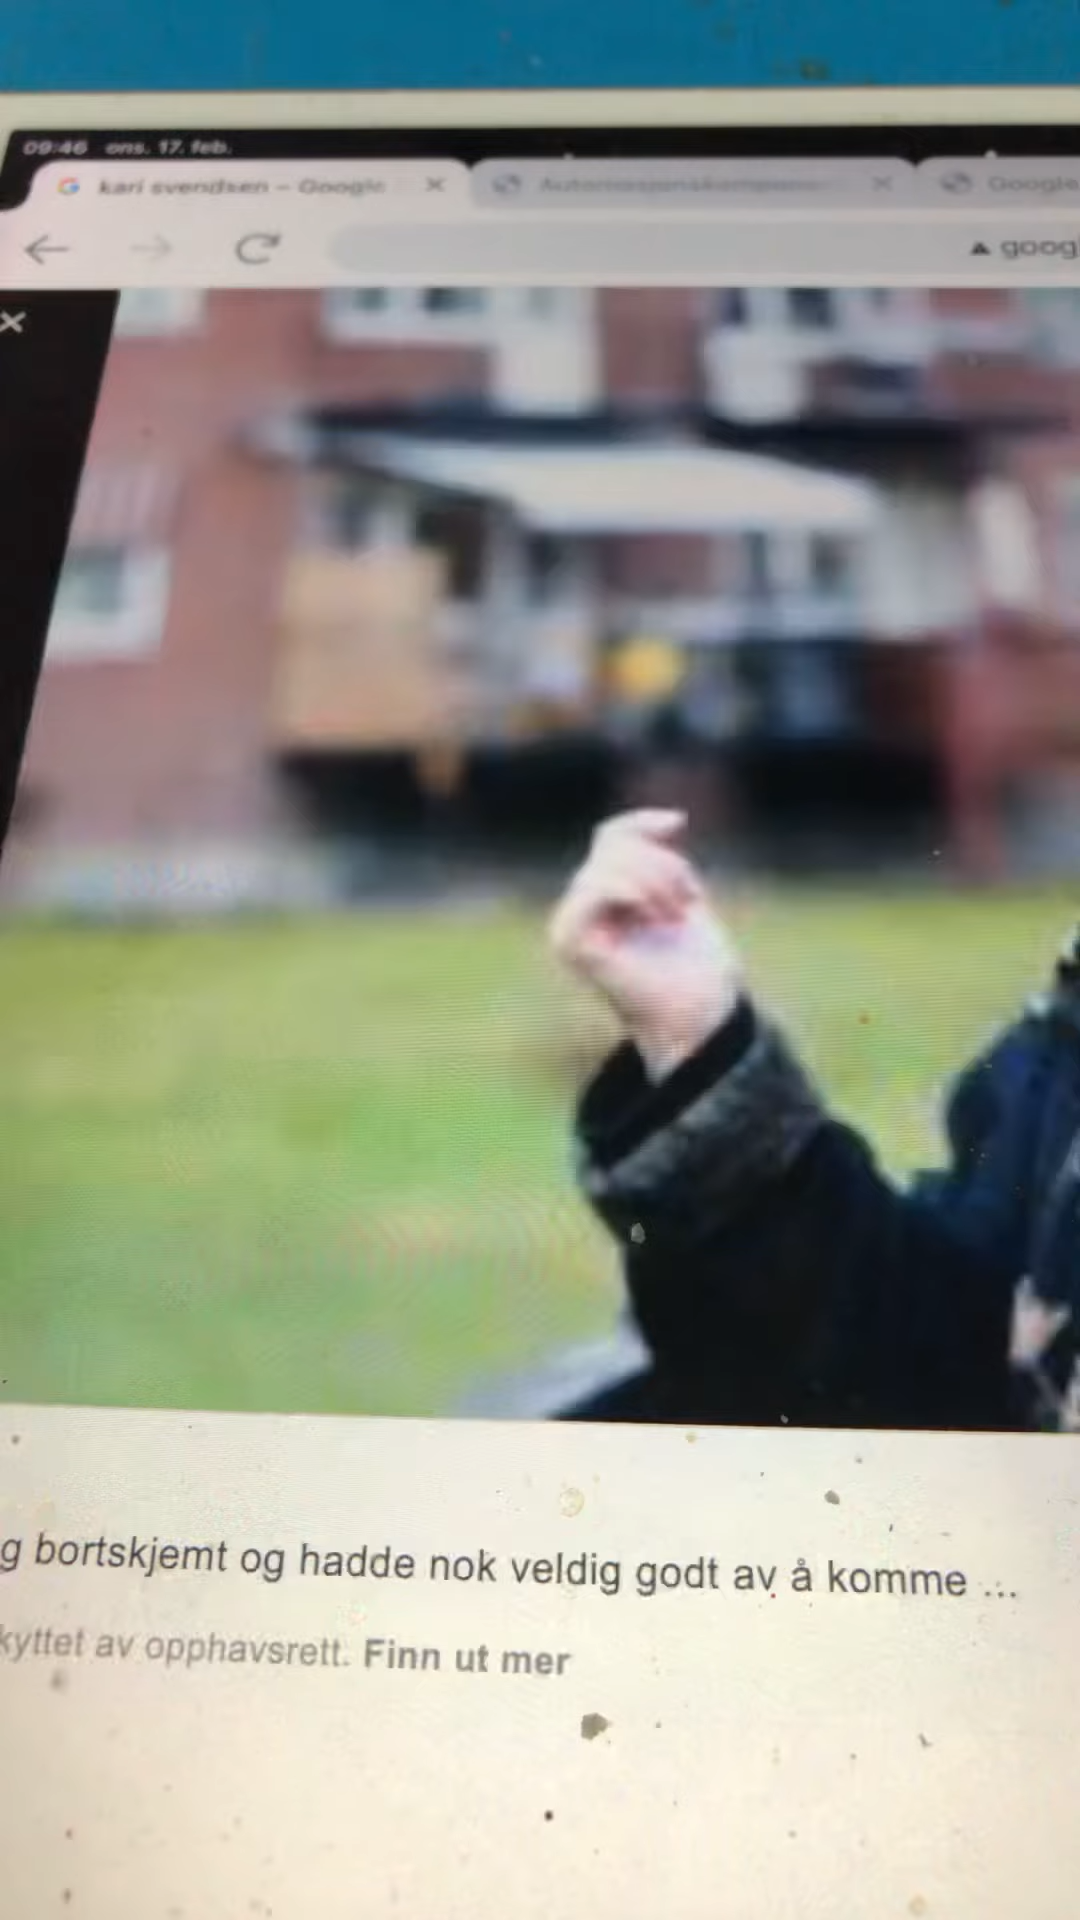 09:46 ons. 17. feb.
kari svendsen – Google
Google
goog
g bortskjemt og hadde nok veldig godt av å komme ...
kyttet av opphavsrett. Finn ut mer